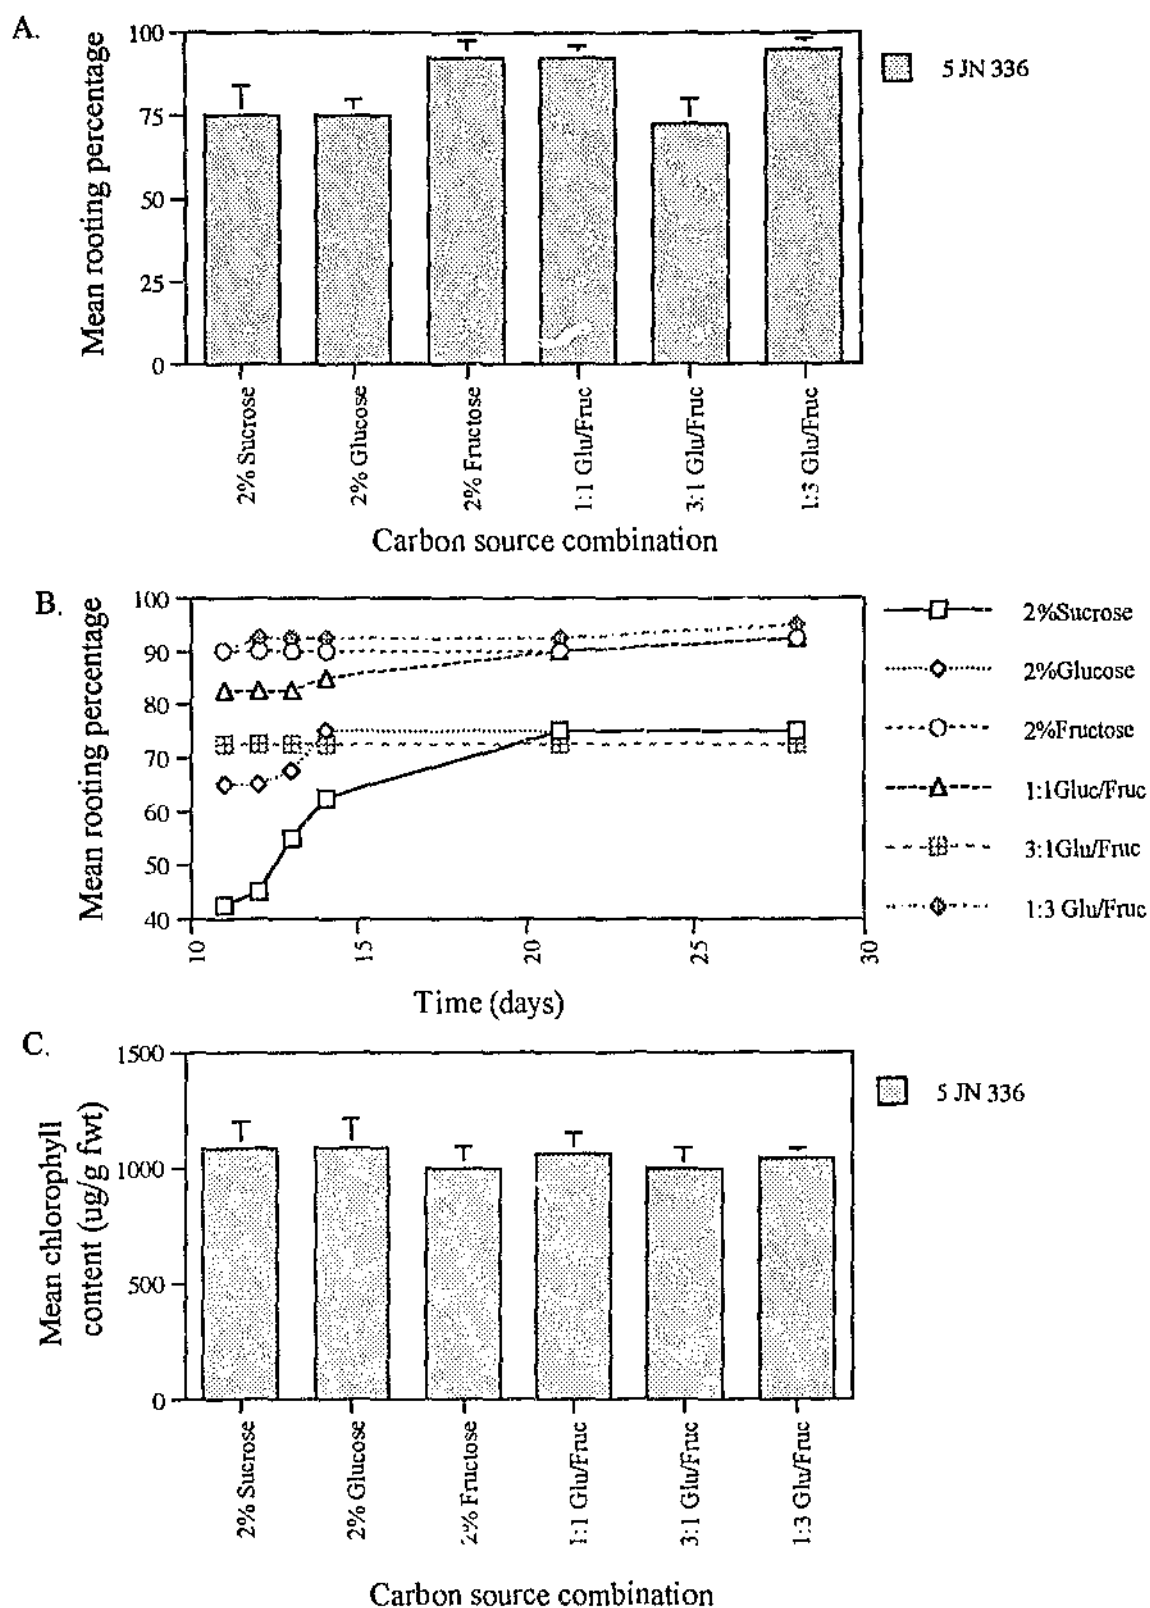 A.
Mean rooting percentage
100
75
50
25
0
5 JN 336
2% Sucrose
2% Glucose
2% Fructose
1:1 Glu/Fruc
3:1 Glu/Fruc
1:3 Glu/Fruc
Carbon source combination
B.
Mean rooting percentage
100
90
80
70
60
50
40
10
15
20
25
30
Time (days)
2%Sucrose
2%Glucose
2%Fructose
1:1Gluc/Fruc
3:1Glu/Fruc
1:3 Glu/Fruc
C.
Mean chlorophyll
content (ug/g fwt)
1500
1000
500
0
5 JN 336
2% Sucrose
2% Glucose
2% Fructose
1:1 Glu/Fruc
3:1 Glu/Fruc
1:3 Glu/Fruc
Carbon source combination